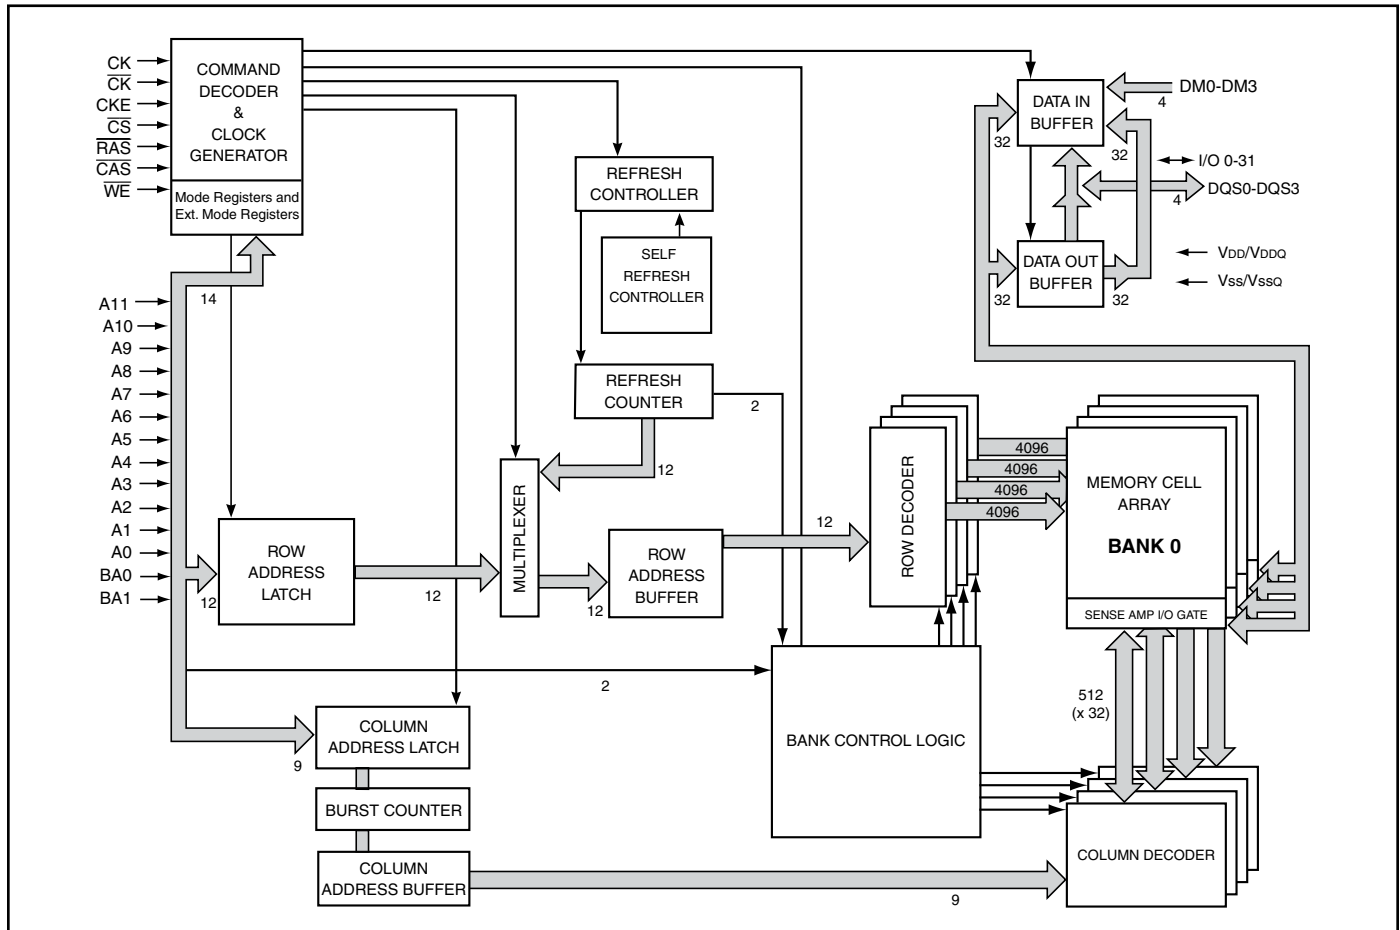 CK
CK
CKE
CS
RAS
CAS
WE
COMMAND
DECODER
&
CLOCK
GENERATOR
Mode Registers and
Ext. Mode Registers
14
A11
A10
A9
A8
A7
A6
A5
A4
A3
A2
A1
A0
BA0
BA1
12
ROW
ADDRESS
LATCH
12
MULTIPLEXER
12
12
ROW
ADDRESS
BUFFER
REFRESH
CONTROLLER
SELF
REFRESH
CONTROLLER
REFRESH
COUNTER
2
12
ROW DECODER
4096
4096
4096
4096
MEMORY CELL
ARRAY
BANK 0
SENSE AMP I/O GATE
DATA IN
BUFFER
DM0-DM3
4
32
32
I/O 0-31
DQS0-DQS3
4
DATA OUT
BUFFER
32
32
VDD/VDDQ
Vss/VssQ
2
BANK CONTROL LOGIC
512
(x 32)
COLUMN DECODER
9
COLUMN
ADDRESS LATCH
BURST COUNTER
COLUMN
ADDRESS BUFFER
9